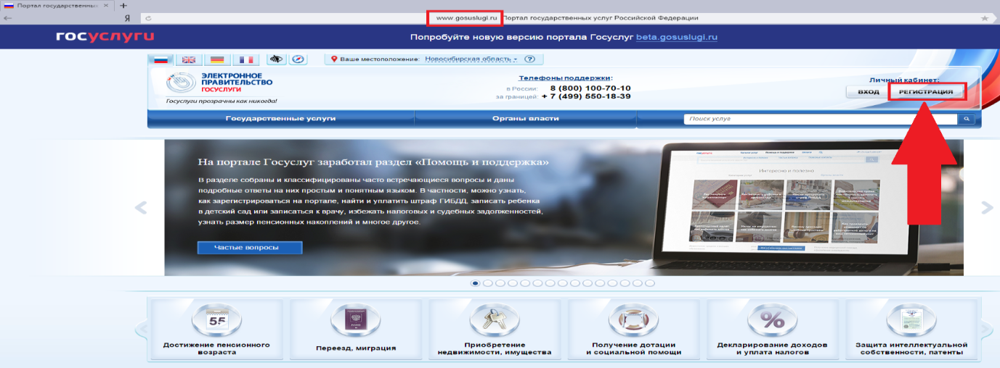 Портал государственных
www.gosuslugi.ru Портал государственных услуг Российской Федерации
госуслуги
Попробуйте новую версию портала Госуслуг beta.gosuslugi.ru
Ваше местоположение: Новосибирская область
ЭЛЕКТРОННОЕ
ПРАВИТЕЛЬСТВО
ГОСУСЛУГИ
Госуслуги прозрачны как никогда!
Телефоны поддержки:
в России: 8 (800) 100-70-10
за границей: + 7 (499) 550-18-39
Личный кабинет:
ВХОД РЕГИСТРАЦИЯ
Государственные услуги
Органы власти
Поиск услуг
На портале Госуслуг заработал раздел «Помощь и поддержка»
В разделе собраны и классифицированы часто встречающиеся вопросы и даны
подробные ответы на них простым и понятным языком. В частности, можно узнать,
как зарегистрироваться на портале, найти и уплатить штраф ГИБДД, записать ребенка
в детский сад или записаться к врачу, избежать налоговых и судебных задолженностей,
узнать размер пенсионных накоплений и многое другое.
Частые вопросы
Интересно и полезно
55
Достижение пенсионного
возраста
Переезд, миграция
Приобретение
недвижимости, имущества
Получение дотации
и социальной помощи
%
Декларирование доходов
и уплата налогов
Защита интеллектуальной
собственности, патенты